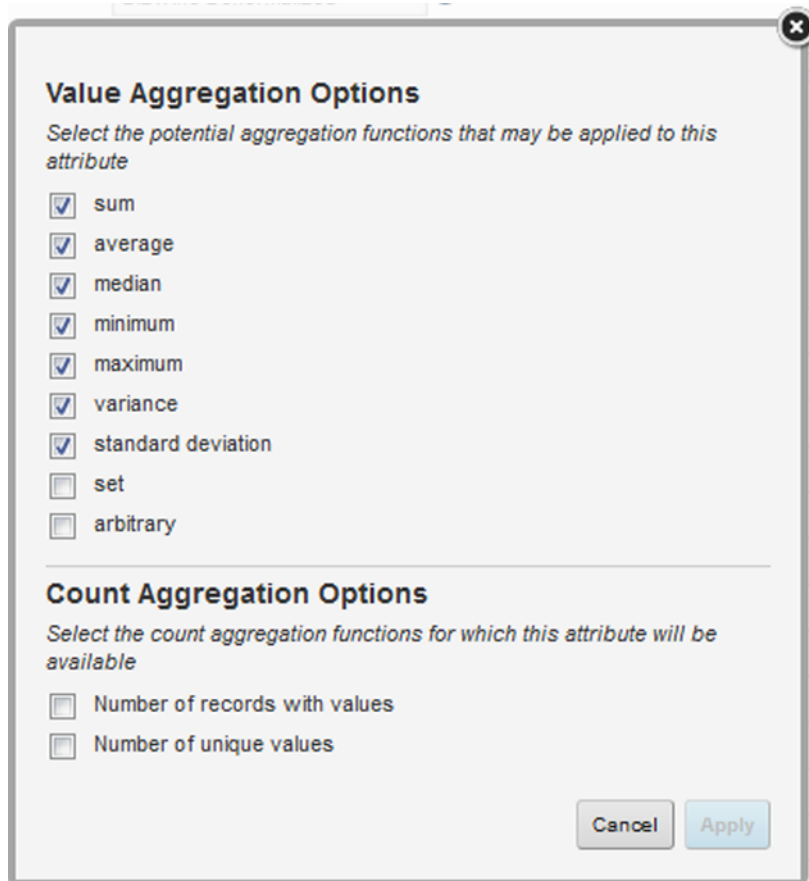 Value Aggregation Options
Select the potential aggregation functions that may be applied to this
attribute
sum
average
median
minimum
maximum
variance
standard deviation
set
arbitrary
Count Aggregation Options
Select the count aggregation functions for which this attribute will be
available
Number of records with values
Number of unique values
Cancel Apply